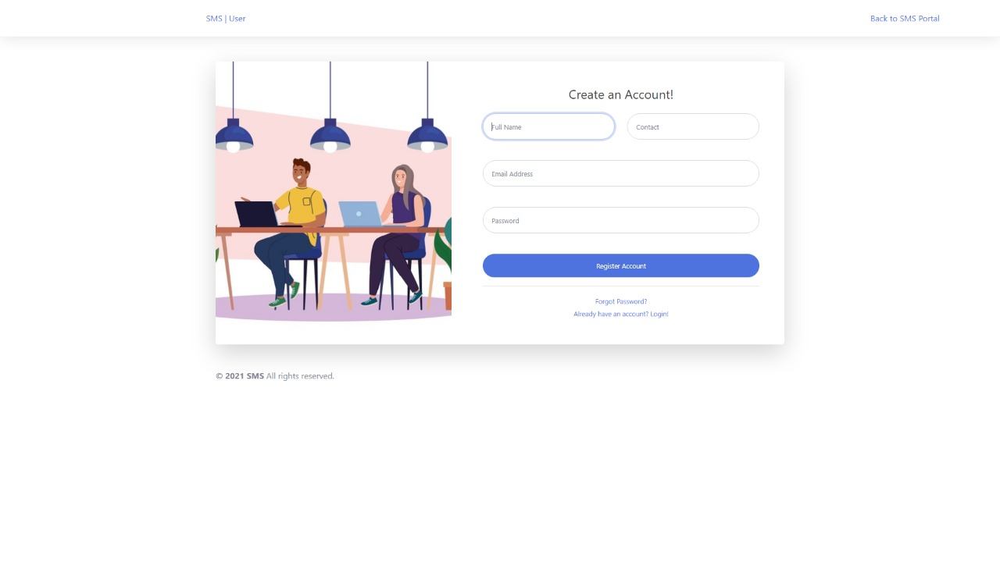 SMS | User
Back to SMS Portal
Create an Account!
Full Name
Contact
Email Address
Password
Register Account
Forgot Password?
Already have an account? Login!
© 2021 SMS All rights reserved.